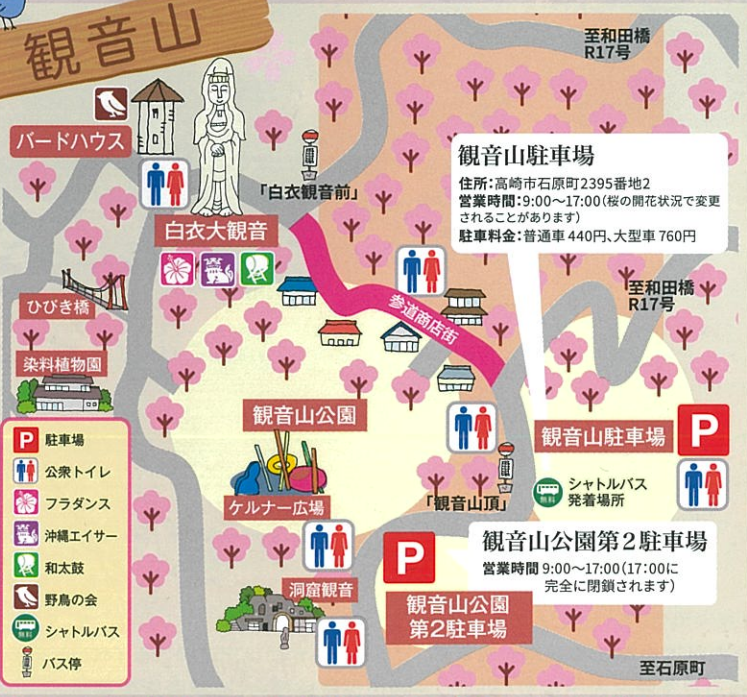 観音山
至和田橋
R17号
バードハウス
観音山駐車場
住所:高崎市石原町2395番地2
営業時間:9:00～17:00(桜の開花状況で変更
されることがあります)
駐車料金:普通車 440円、大型車 760円
「白衣観音前」
白衣大観音
ひびき橋
至和田橋
R17号
参道商店街
染料植物園
観音山公園
観音山駐車場
P
ケルナー広場
「観音山頂」
無料
シャトルバス
発着場所
P
駐車場
公衆トイレ
フラダンス
沖縄エイサー
和太鼓
野鳥の会
無料
シャトルバス
バス停
洞窟観音
P
観音山公園
第2駐車場
観音山公園第2駐車場
営業時間 9:00～17:00(17:00に
完全に閉鎖されます)
至石原町